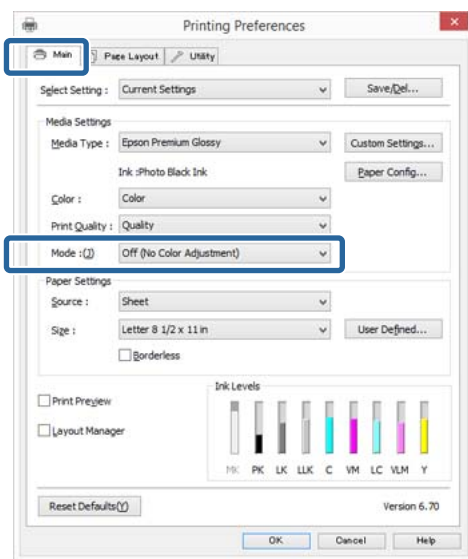 Printing Preferences
Main Page Layout Utility
Select Setting : Current Settings Save/Del...
Media Settings
Media Type : Epson Premium Glossy Custom Settings...
Ink :Photo Black Ink Paper Config...
Color : Color
Print Quality : Quality
Mode :(J) Off (No Color Adjustment)
Paper Settings
Source : Sheet
Size : Letter 8 1/2 x 11 in User Defined...
Borderless
Ink Levels
Print Preview
Layout Manager
MK PK LK LLK C VM LC VLM Y
Reset Defaults(Y) Version 6.70
OK Cancel Help